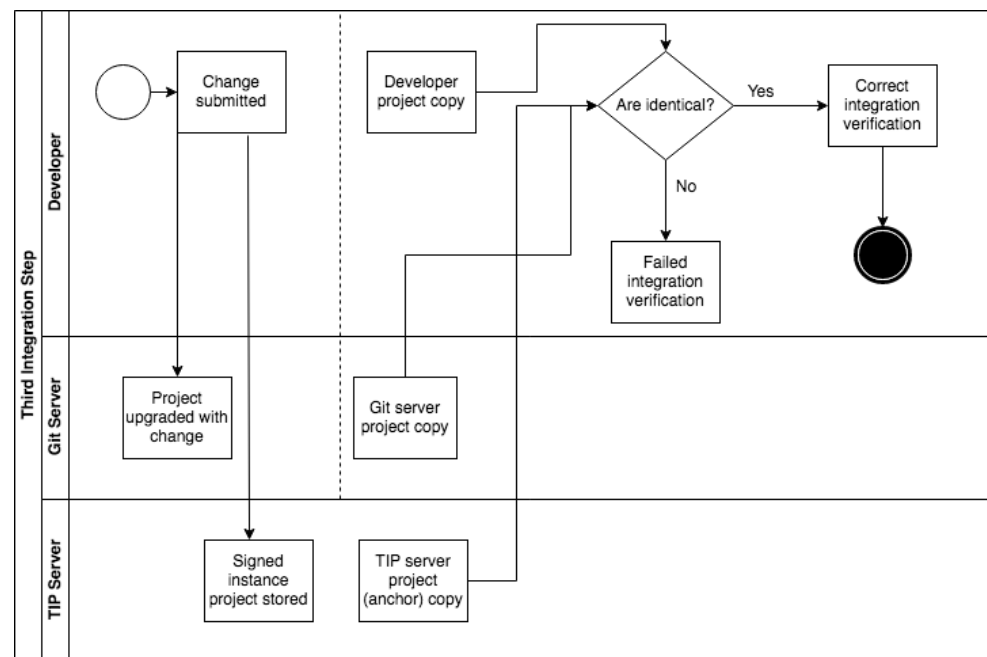 Third Integration Step
Developer
Change
submitted
Developer
project copy
Are identical?
Yes
Correct
integration
verification
No
Failed
integration
verification
Git Server
Project
upgraded with
change
Git server
project copy
TIP Server
Signed
instance
project stored
TIP server
project
(anchor) copy